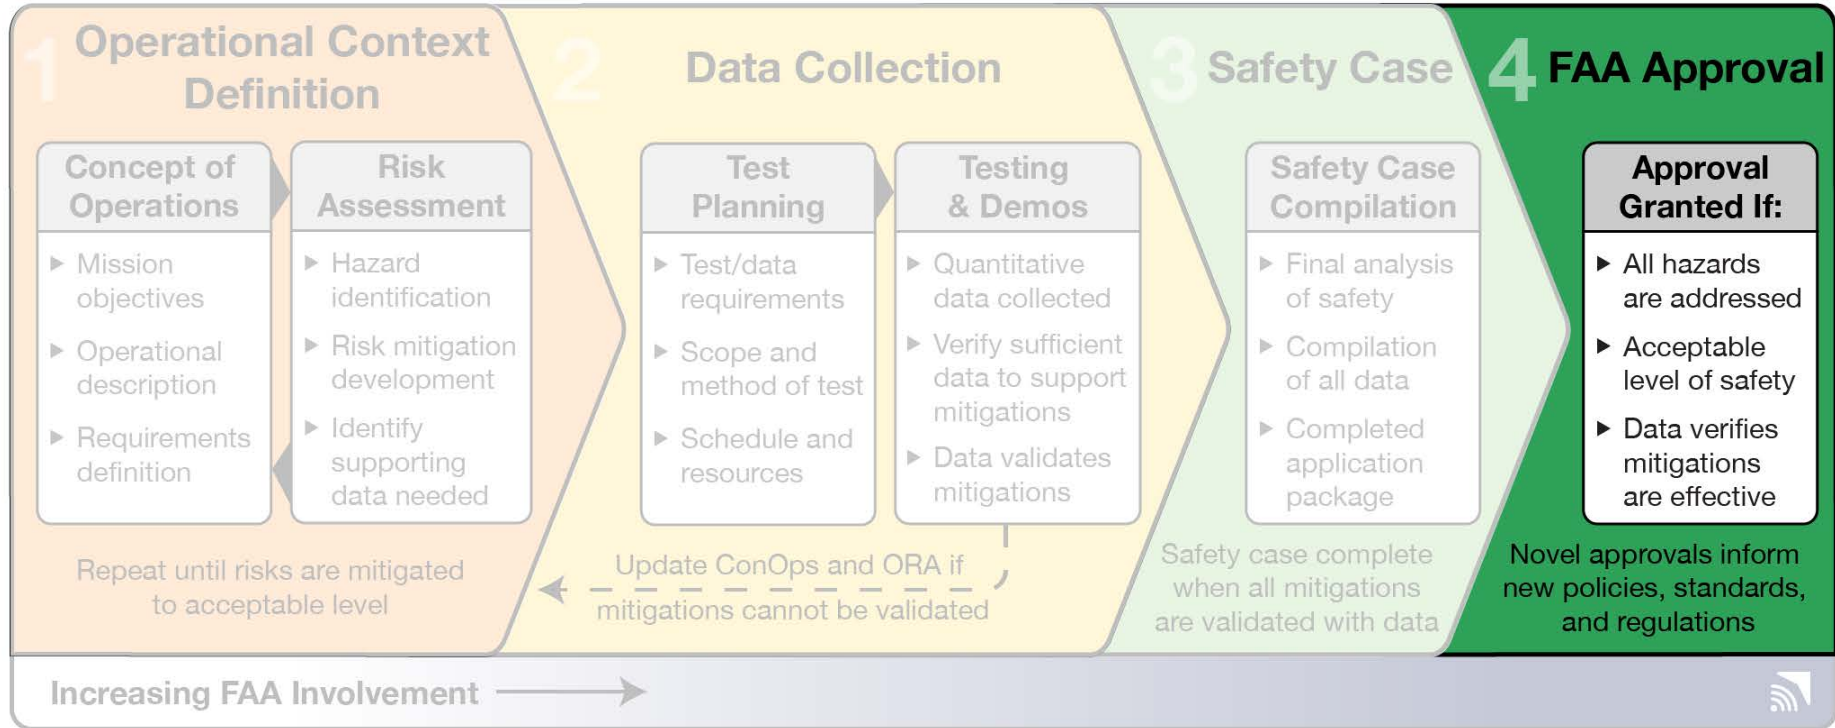 1
Operational Context
Definition
Concept of
Operations
▸ Mission
objectives
▸ Operational
description
▸ Requirements
definition
Risk
Assessment
▸ Hazard
identification
▸ Risk mitigation
development
▸ Identify
supporting
data needed
Repeat until risks are mitigated
to acceptable level
2
Data Collection
Test
Planning
▸ Test/data
requirements
▸ Scope and
method of test
▸ Schedule and
resources
Testing
& Demos
▸ Quantitative
data collected
▸ Verify sufficient
data to support
mitigations
▸ Data validates
mitigations
Update ConOps and ORA if
mitigations cannot be validated
3
Safety Case
Safety Case
Compilation
▸ Final analysis
of safety
▸ Compilation
of all data
▸ Completed
application
package
Safety case complete
when all mitigations
are validated with data
4
FAA Approval
Approval
Granted If:
▸ All hazards
are addressed
▸ Acceptable
level of safety
▸ Data verifies
mitigations
are effective
Novel approvals inform
new policies, standards,
and regulations
Increasing FAA Involvement